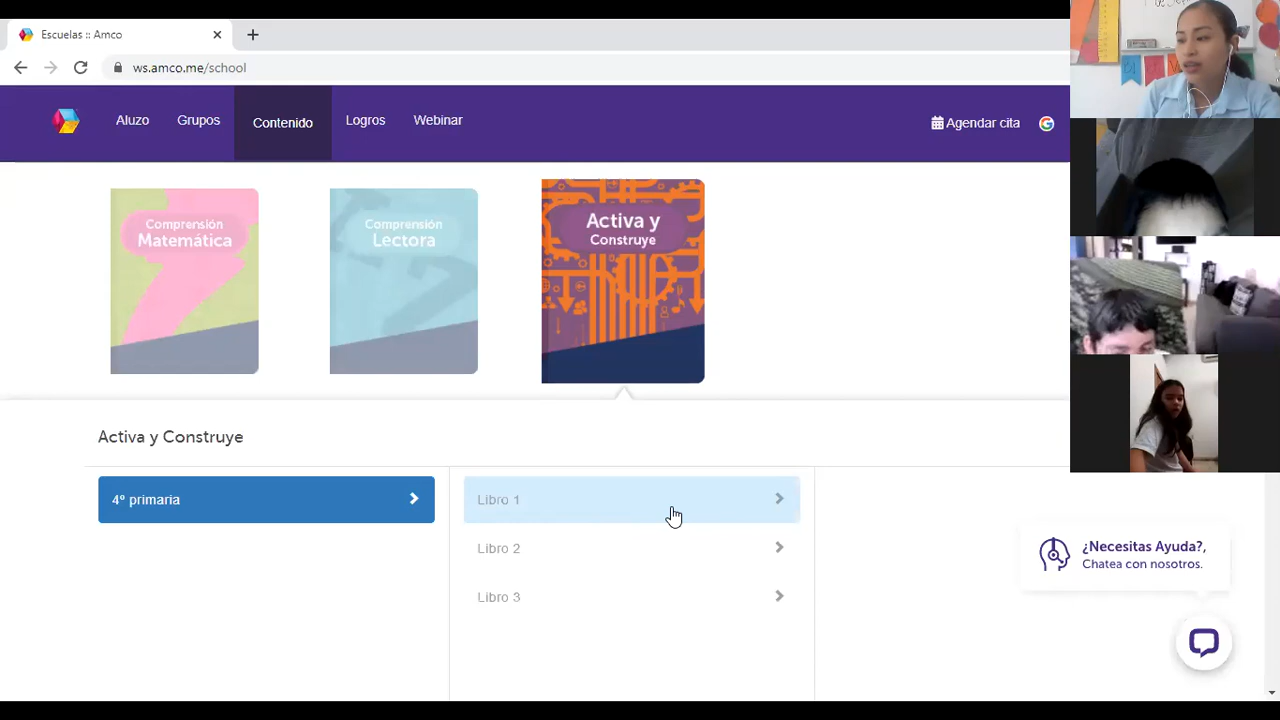 Escuelas :: Amco
ws.amco.me/school
Aluzo
Grupos
Contenido
Logros
Webinar
Agendar cita
Comprensión
Matemática
Comprensión
Lectora
Activa y
Construye
Activa y Construye
4° primaria
Libro 1
Libro 2
Libro 3
¿Necesitas Ayuda?,
Chatea con nosotros.